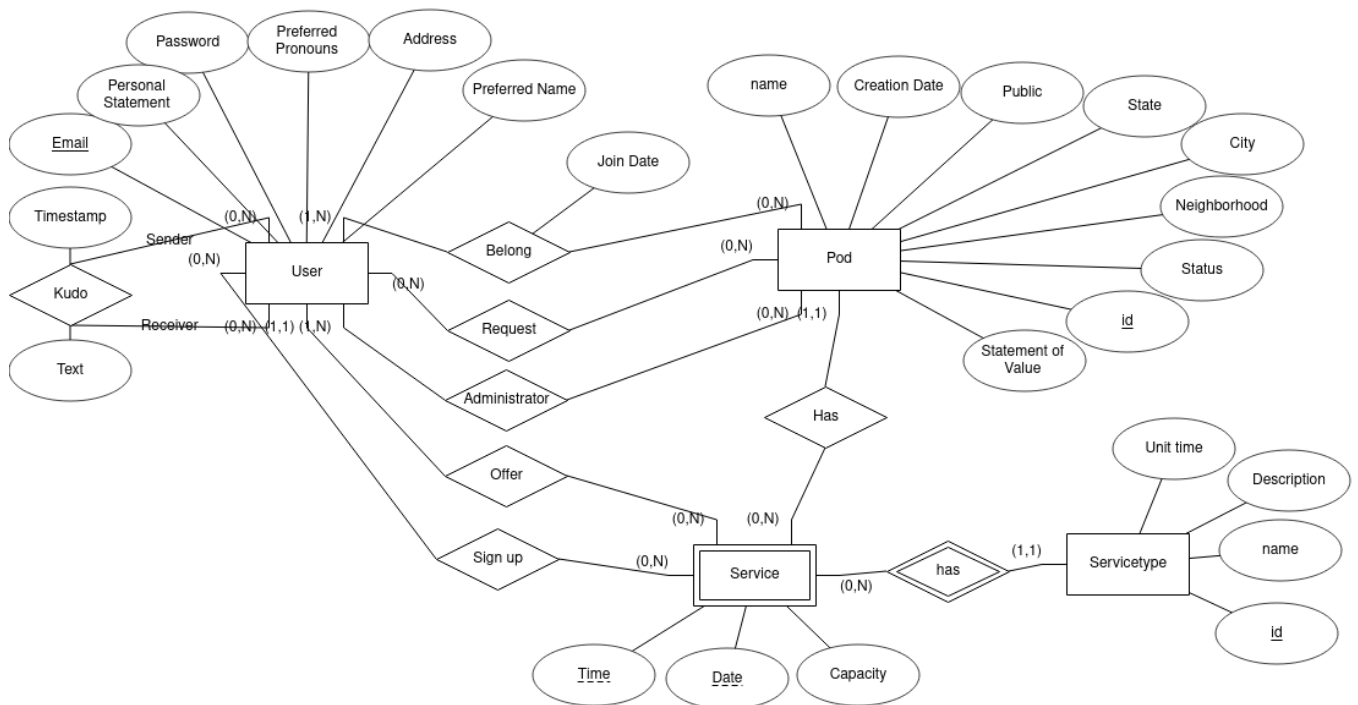 Password
Preferred
Pronouns
Address
Personal
Statement
Preferred Name
Email
name
Creation Date
Public
State
City
Join Date
Timestamp
(0,N)
(1,N)
(0,N)
Neighborhood
Sender
(0,N)
User
Belong
(0,N)
Pod
Status
Kudo
(0,N)
Request
(0,N)
(1,1)
id
Receiver
(0,N)
(1,1)
(1,N)
Text
Statement of
Value
Administrator
Has
Unit time
Offer
Description
(0,N)
(0,N)
name
Sign up
(0,N)
Service
(0,N)
has
(1,1)
Servicetype
id
Time
Date
Capacity